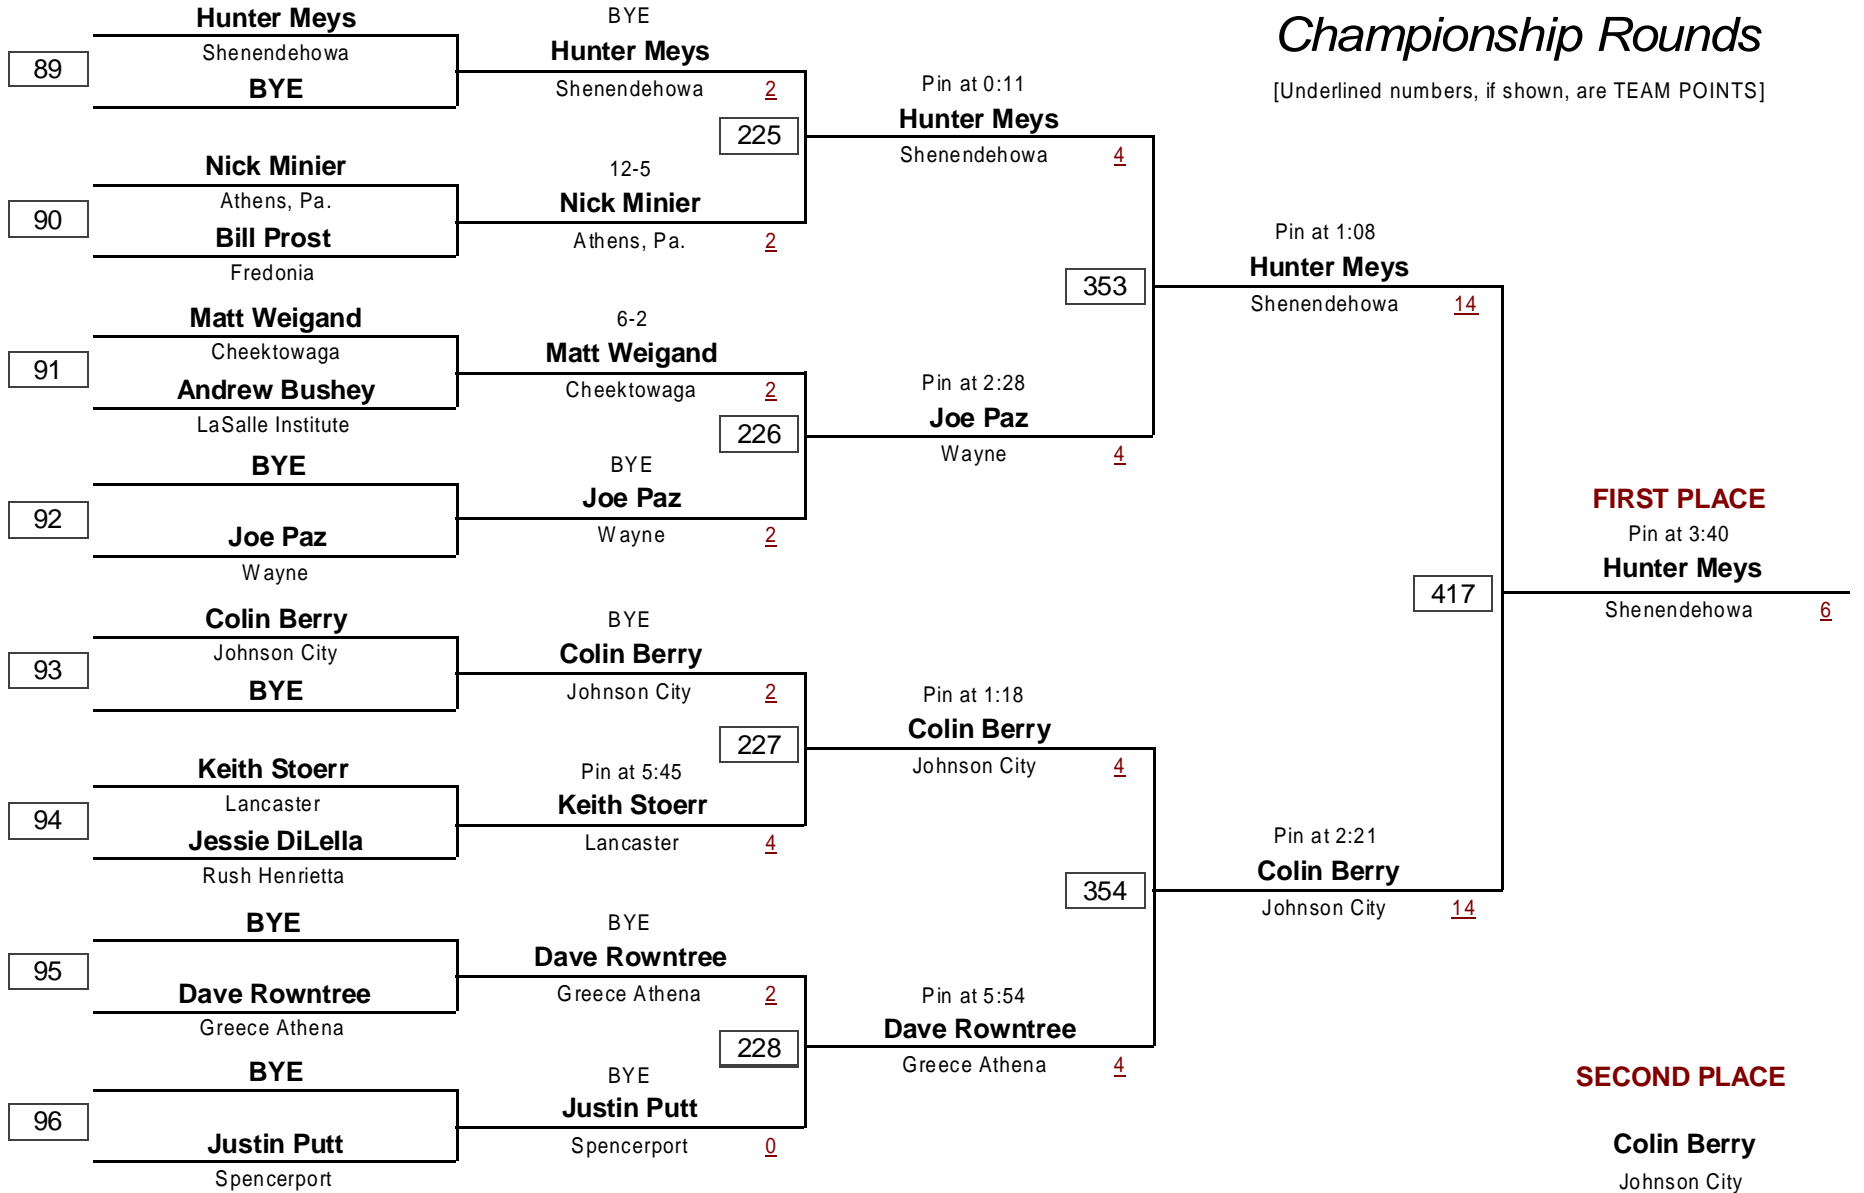 Championship Rounds
[Underlined numbers, if shown, are TEAM POINTS]
Hunter Meys
Shenendehowa
89
BYE
Nick Minier
Athens, Pa.
90
Bill Prost
Fredonia
Matt Weigand
Cheektowaga
91
Andrew Bushey
LaSalle Institute
BYE
92
Joe Paz
Wayne
Colin Berry
Johnson City
93
BYE
Keith Stoerr
Lancaster
94
Jessie DiLella
Rush Henrietta
BYE
95
Dave Rowntree
Greece Athena
BYE
96
Justin Putt
Spencerport
BYE
Hunter Meys
Shenendehowa 2
225
12-5
Nick Minier
Athens, Pa. 2
6-2
Matt Weigand
Cheektowaga 2
226
BYE
Joe Paz
Wayne 2
BYE
Colin Berry
Johnson City 2
227
Pin at 5:45
Keith Stoerr
Lancaster 4
BYE
Dave Rowntree
Greece Athena 2
228
BYE
Justin Putt
Spencerport 0
Pin at 0:11
Hunter Meys
Shenendehowa 4
353
Pin at 2:28
Joe Paz
Wayne 4
Pin at 1:18
Colin Berry
Johnson City 4
354
Pin at 5:54
Dave Rowntree
Greece Athena 4
Pin at 1:08
Hunter Meys
Shenendehowa 14
417
Pin at 2:21
Colin Berry
Johnson City 14
FIRST PLACE
Pin at 3:40
Hunter Meys
Shenendehowa 6
SECOND PLACE
Colin Berry
Johnson City